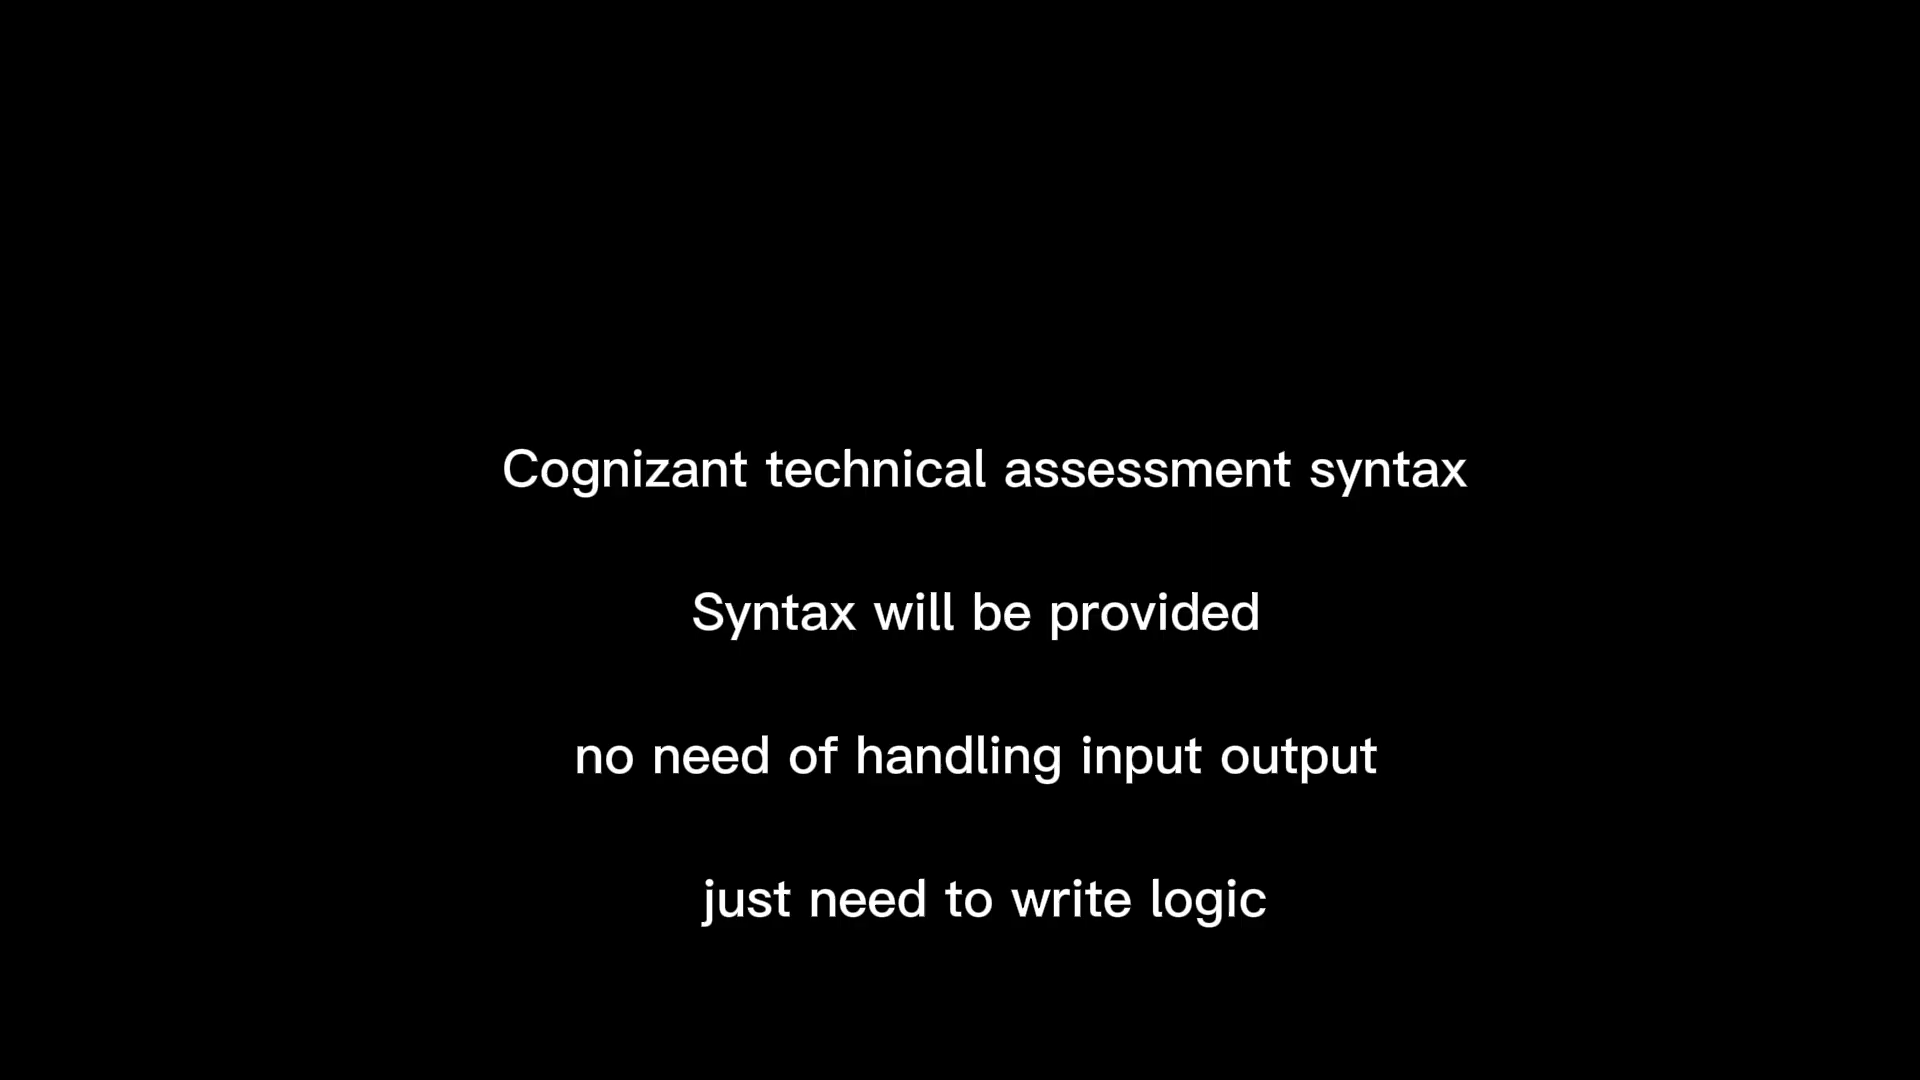 Cognizant technical assessment syntax
Syntax will be provided
no need of handling input output
just need to write logic